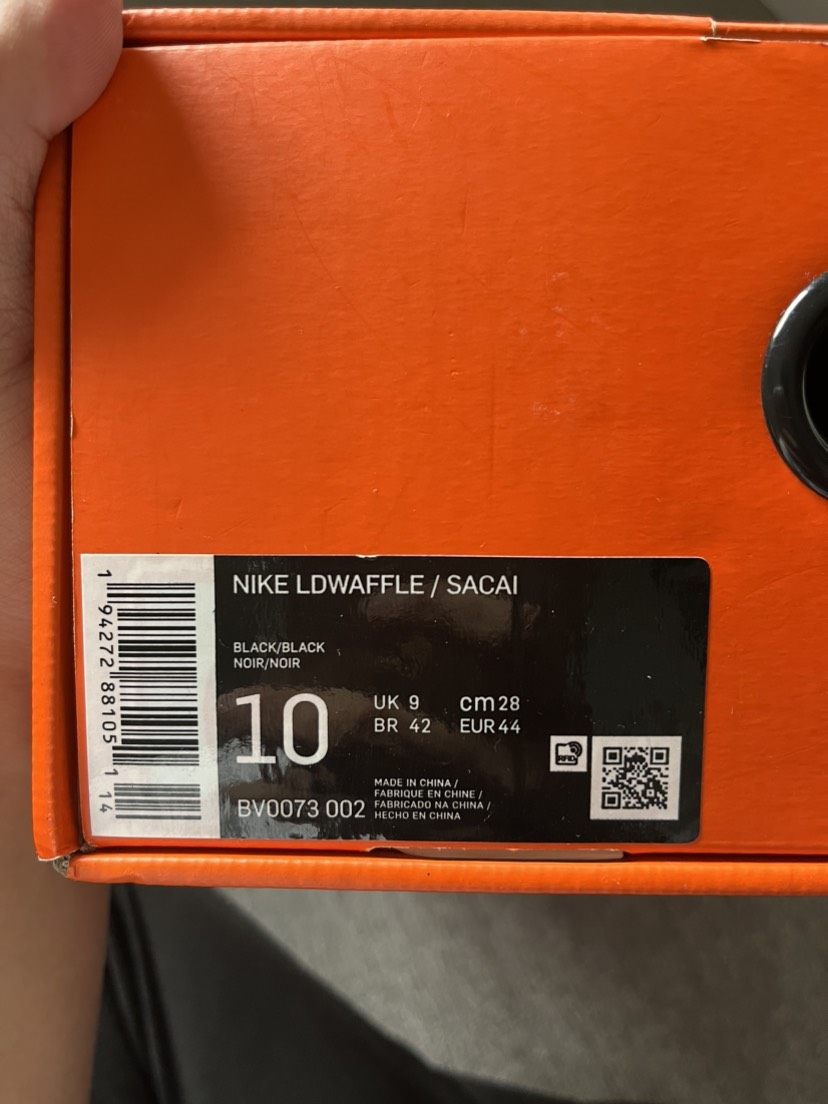 NIKE LDWAFFLE / SACAI
BLACK/BLACK
NOIR/NOIR
10
UK 9
BR 42
cm 28
EUR 44
BV0073 002
MADE IN CHINA /
FABRIQUE EN CHINE /
FABRICADO NA CHINA /
HECHO EN CHINA
RFID
1 94272 88105 1 14